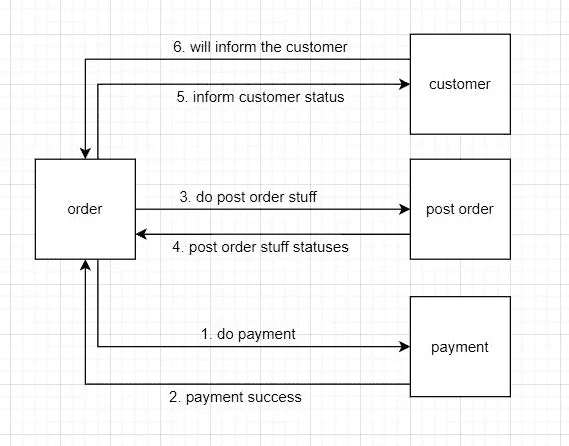 6. will inform the customer
customer
5. inform customer status
order
3. do post order stuff
post order
4. post order stuff statuses
1. do payment
payment
2. payment success